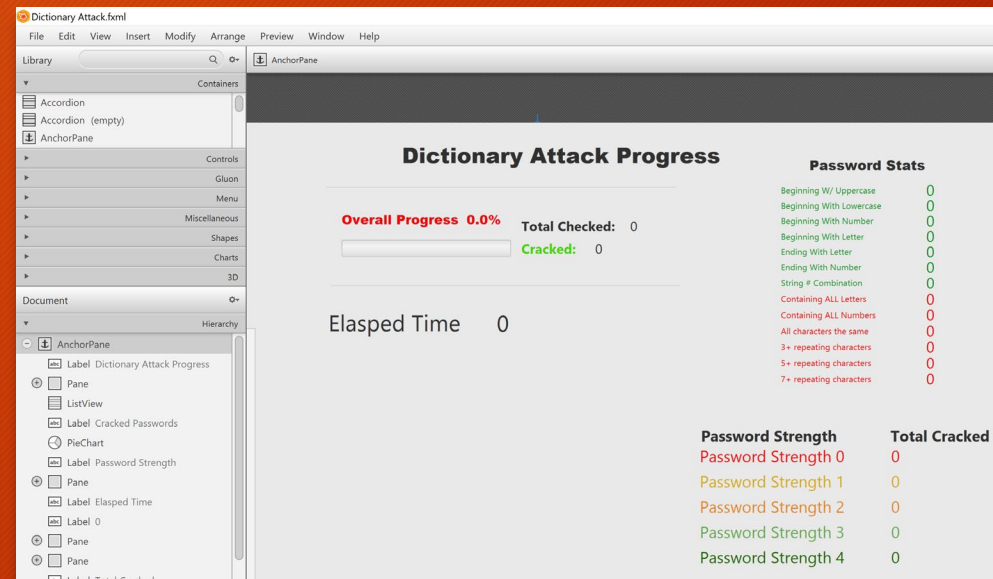 Dictionary Attack.fxml
File Edit View Insert Modify Arrange Preview Window Help
Library
AnchorPane
Containers
Accordion
Accordion (empty)
AnchorPane
Controls
Gluon
Menu
Miscellaneous
Shapes
Charts
3D
Document
Hierarchy
AnchorPane
abc Label Dictionary Attack Progress
Pane
ListView
abc Label Cracked Passwords
PieChart
abc Label Password Strength
Pane
abc Label Elasped Time
abc Label 0
Pane
Pane
Dictionary Attack Progress
Overall Progress 0.0%
Total Checked: 0
Cracked: 0
Elasped Time 0
Password Stats
Beginning W/ Uppercase 0
Beginning With Lowercase 0
Beginning With Number 0
Beginning With Letter 0
Ending With Letter 0
Ending With Number 0
String # Combination 0
Containing ALL Letters 0
Containing ALL Numbers 0
All characters the same 0
3+ repeating characters 0
5+ repeating characters 0
7+ repeating characters 0
Password Strength Total Cracked
Password Strength 0 0
Password Strength 1 0
Password Strength 2 0
Password Strength 3 0
Password Strength 4 0